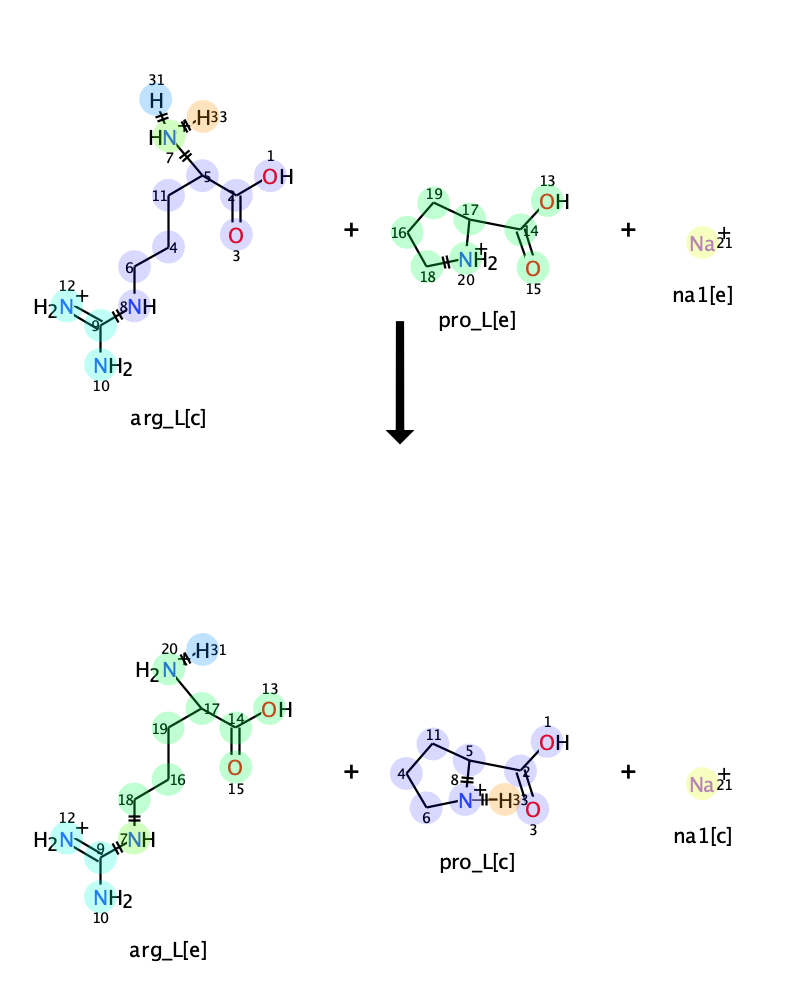 31
H
H33
HN
7
1
5
OH
11
2
O
3
4
6
12
H2N+
8
NH
9
NH2
10
arg_L[c]
+
13
19
OH
17
14
16
+
18
NH2
20
O
15
pro_L[e]
+
Na+21
na1[e]
20
H31
H2N
13
17
OH
14
19
O
15
16
18
12
H2N+
7
NH
9
NH2
10
arg_L[e]
+
1
11
OH
5
2
4
8
+
N
H33
6
O
3
pro_L[c]
+
Na+21
na1[c]